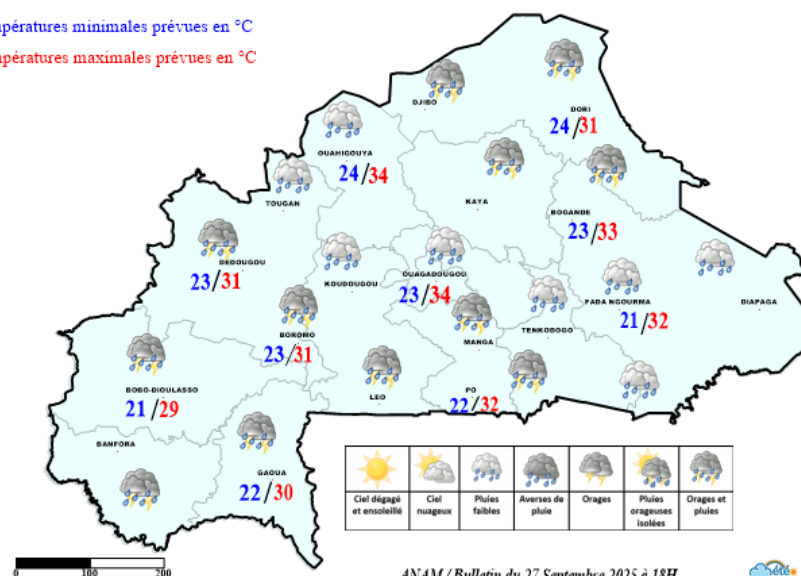 pératures minimales prévues en °C
pératures maximales prévues en °C
DJIBO
DORI
24/31
OUAHIGOUYA
24/34
TOUGAN
KAYA
BOGANDE
23/33
DEDOUGOU
23/31
KOUDOUGOU
OUAGADOUGOU
23/34
FADA NGOURMA
21/32
DIAPAGA
BOROMO
23/31
MANGA
TENKODOGO
BOBO-DIOULASSO
21/29
LEO
PO
22/32
BANFORA
GAOUA
22/30
Ciel dégagé et ensoleillé
Ciel nuageux
Pluies faibles
Averses de pluie
Orages
Pluies orageuses isolées
Orages et pluies
0 100 200
ANAM / Bulletin du 27 Septembre 2025 à 18H
été